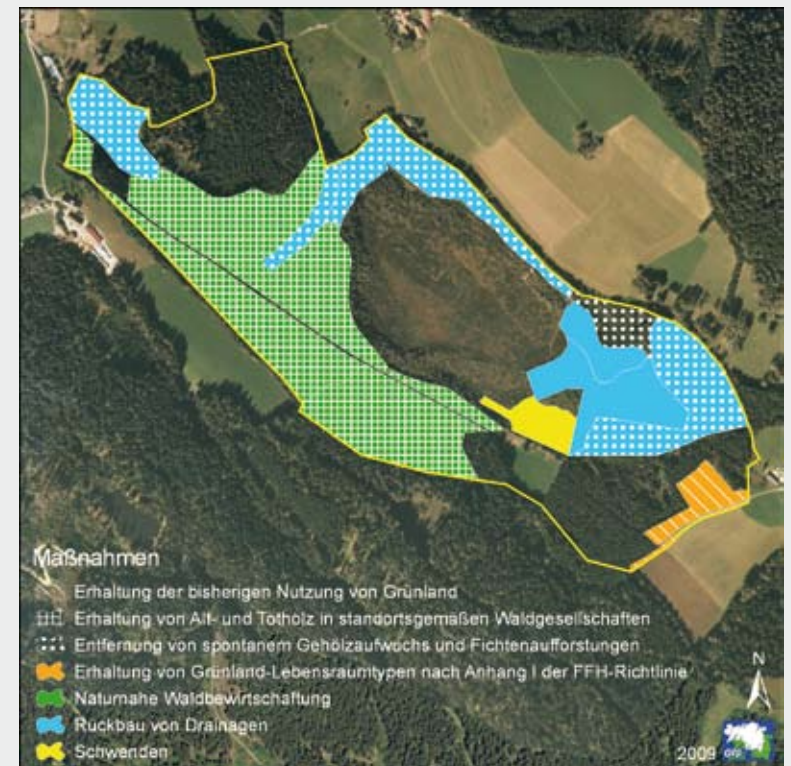 Maßnahmen
Erhaltung der bisherigen Nutzung von Grünland
Erhaltung von Alt- und Totholz in standortsgemäßen Waldgesellschaften
Entfernung von spontanem Gehölzaufwuchs und Fichtenaufforstungen
Erhaltung von Grünland-Lebensraumtypen nach Anhang I der FFH-Richtlinie
N
Naturnahe Waldbewirtschaftung
Rückbau von Drainagen
Schwenden
2009